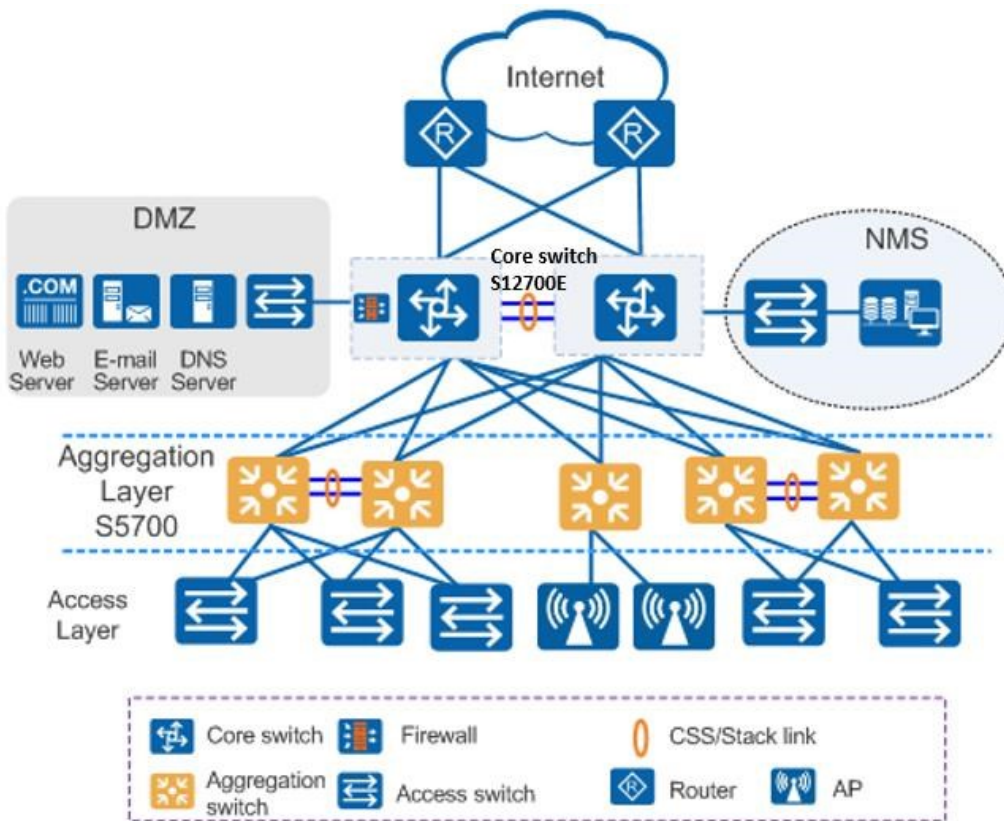 Internet
R
R
DMZ
Core switch
S12700E
NMS
.COM
Web
Server
E-mail
Server
DNS
Server
Aggregation
Layer
S5700
Access
Layer
Core switch
Firewall
CSS/Stack link
Aggregation
switch
Access switch
R
Router
AP